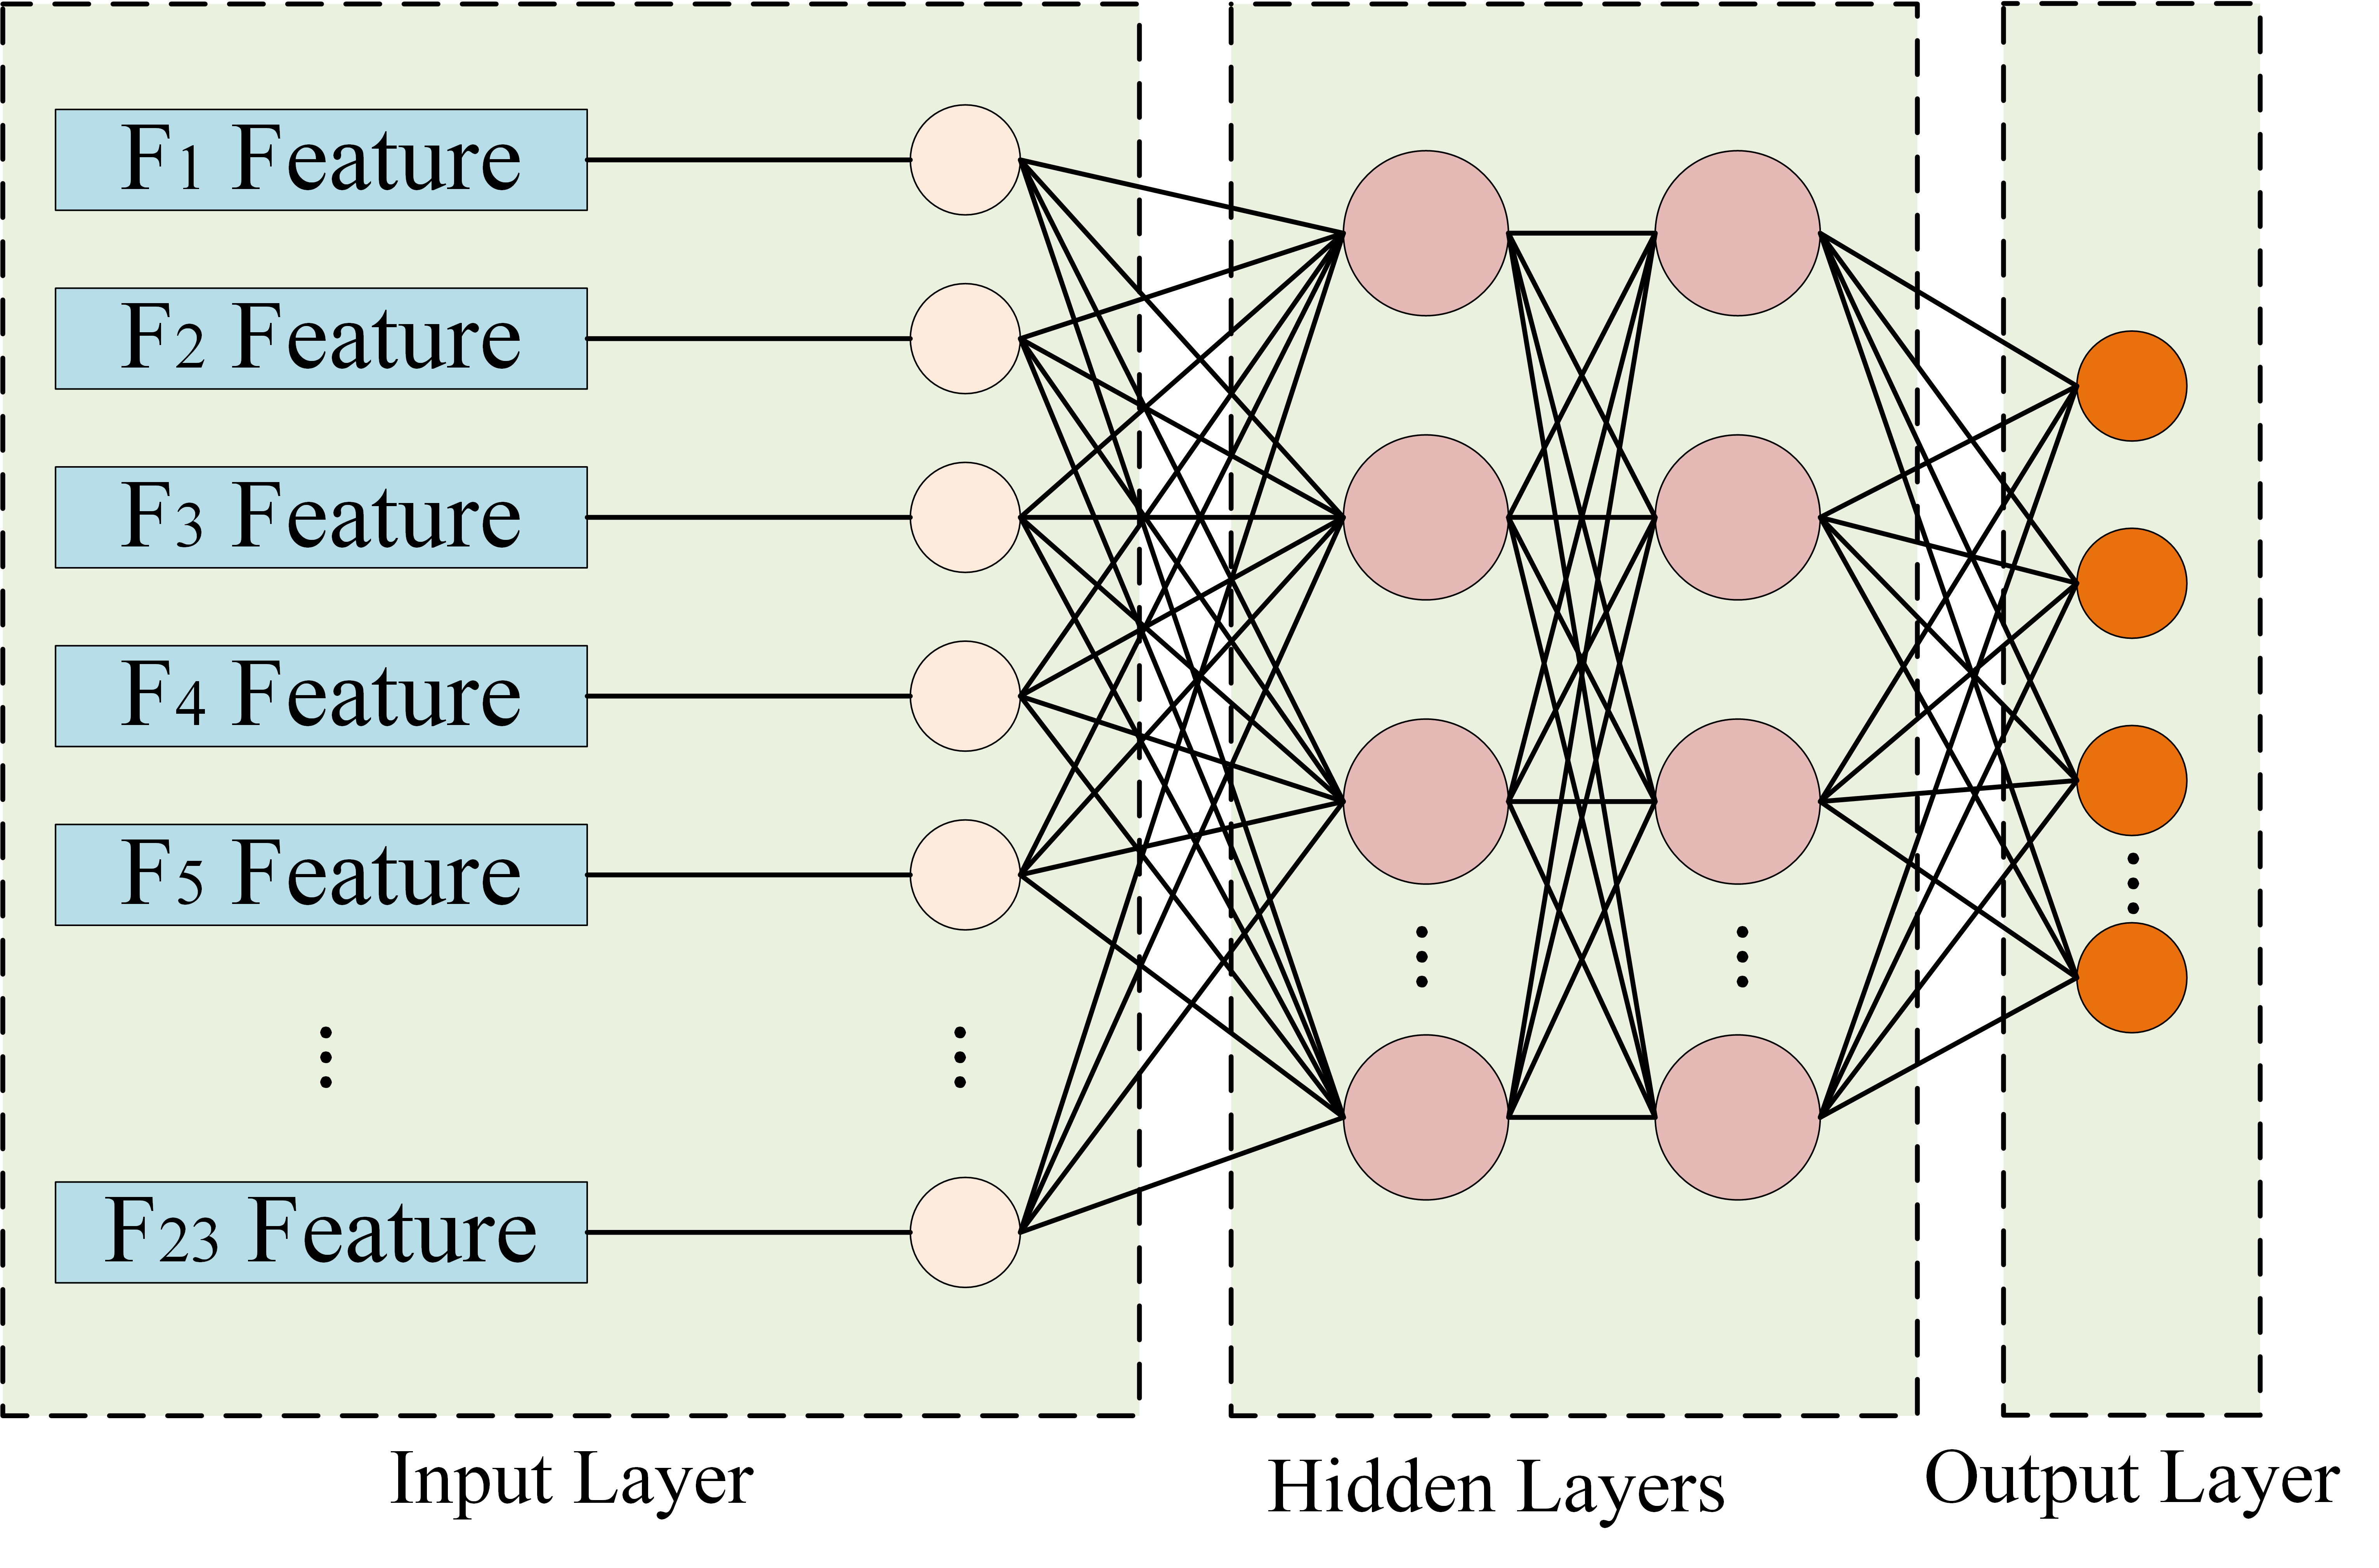 F1 Feature
F2 Feature
F3 Feature
F4 Feature
F5 Feature
F23 Feature
Input Layer
Hidden Layers
Output Layer